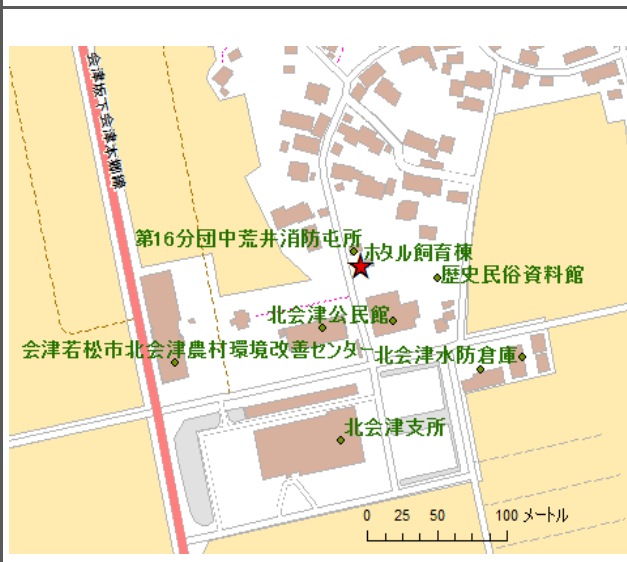 会津坂下会津本郷線
第16分団中荒井消防屯所
ホタル飼育棟
歴史民俗資料館
北会津公民館
会津若松市北会津農村環境改善センター
北会津水防倉庫
北会津支所
0 25 50 100 メートル